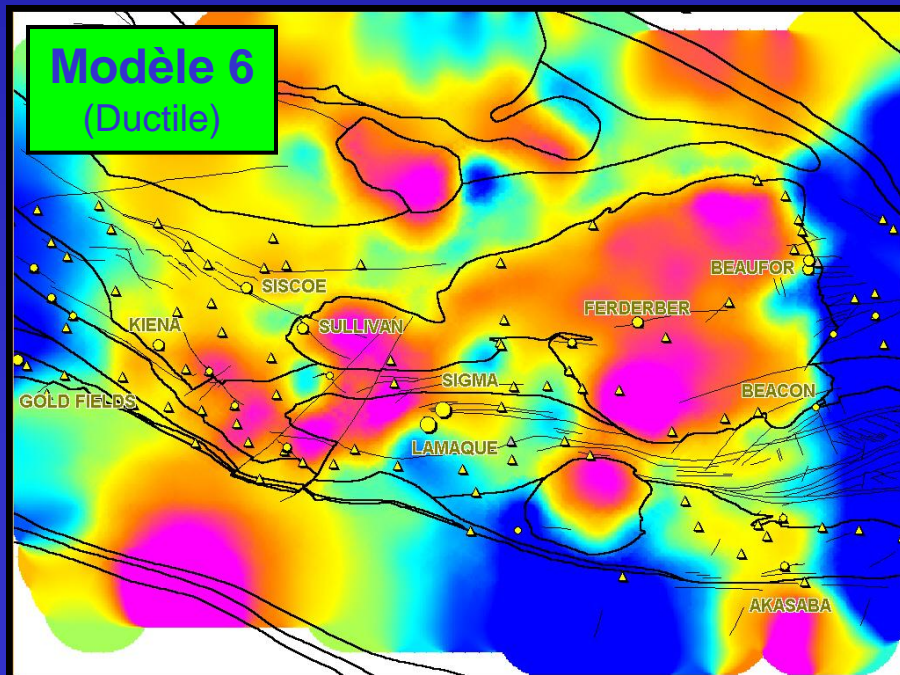 Modèle 6
(Ductile)
BEAUFOR
SISCOE
FERDERBER
KIENA
SULLIVAN
SIGMA
BEACON
GOLD FIELDS
LAMAQUE
AKASABA